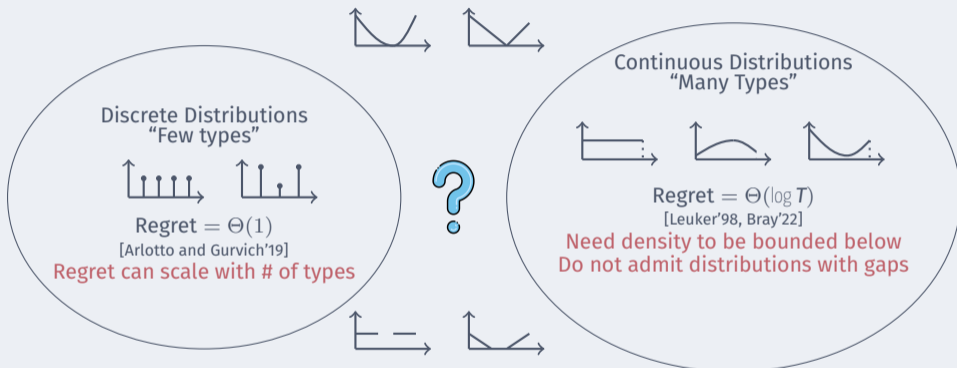 Discrete Distributions
“Few types”
Regret = Θ(1)
[Arlotto and Gurvich’19]
Regret can scale with # of types
?
Continuous Distributions
“Many Types”
Regret = Θ(log T)
[Leuker’98, Bray’22]
Need density to be bounded below
Do not admit distributions with gaps